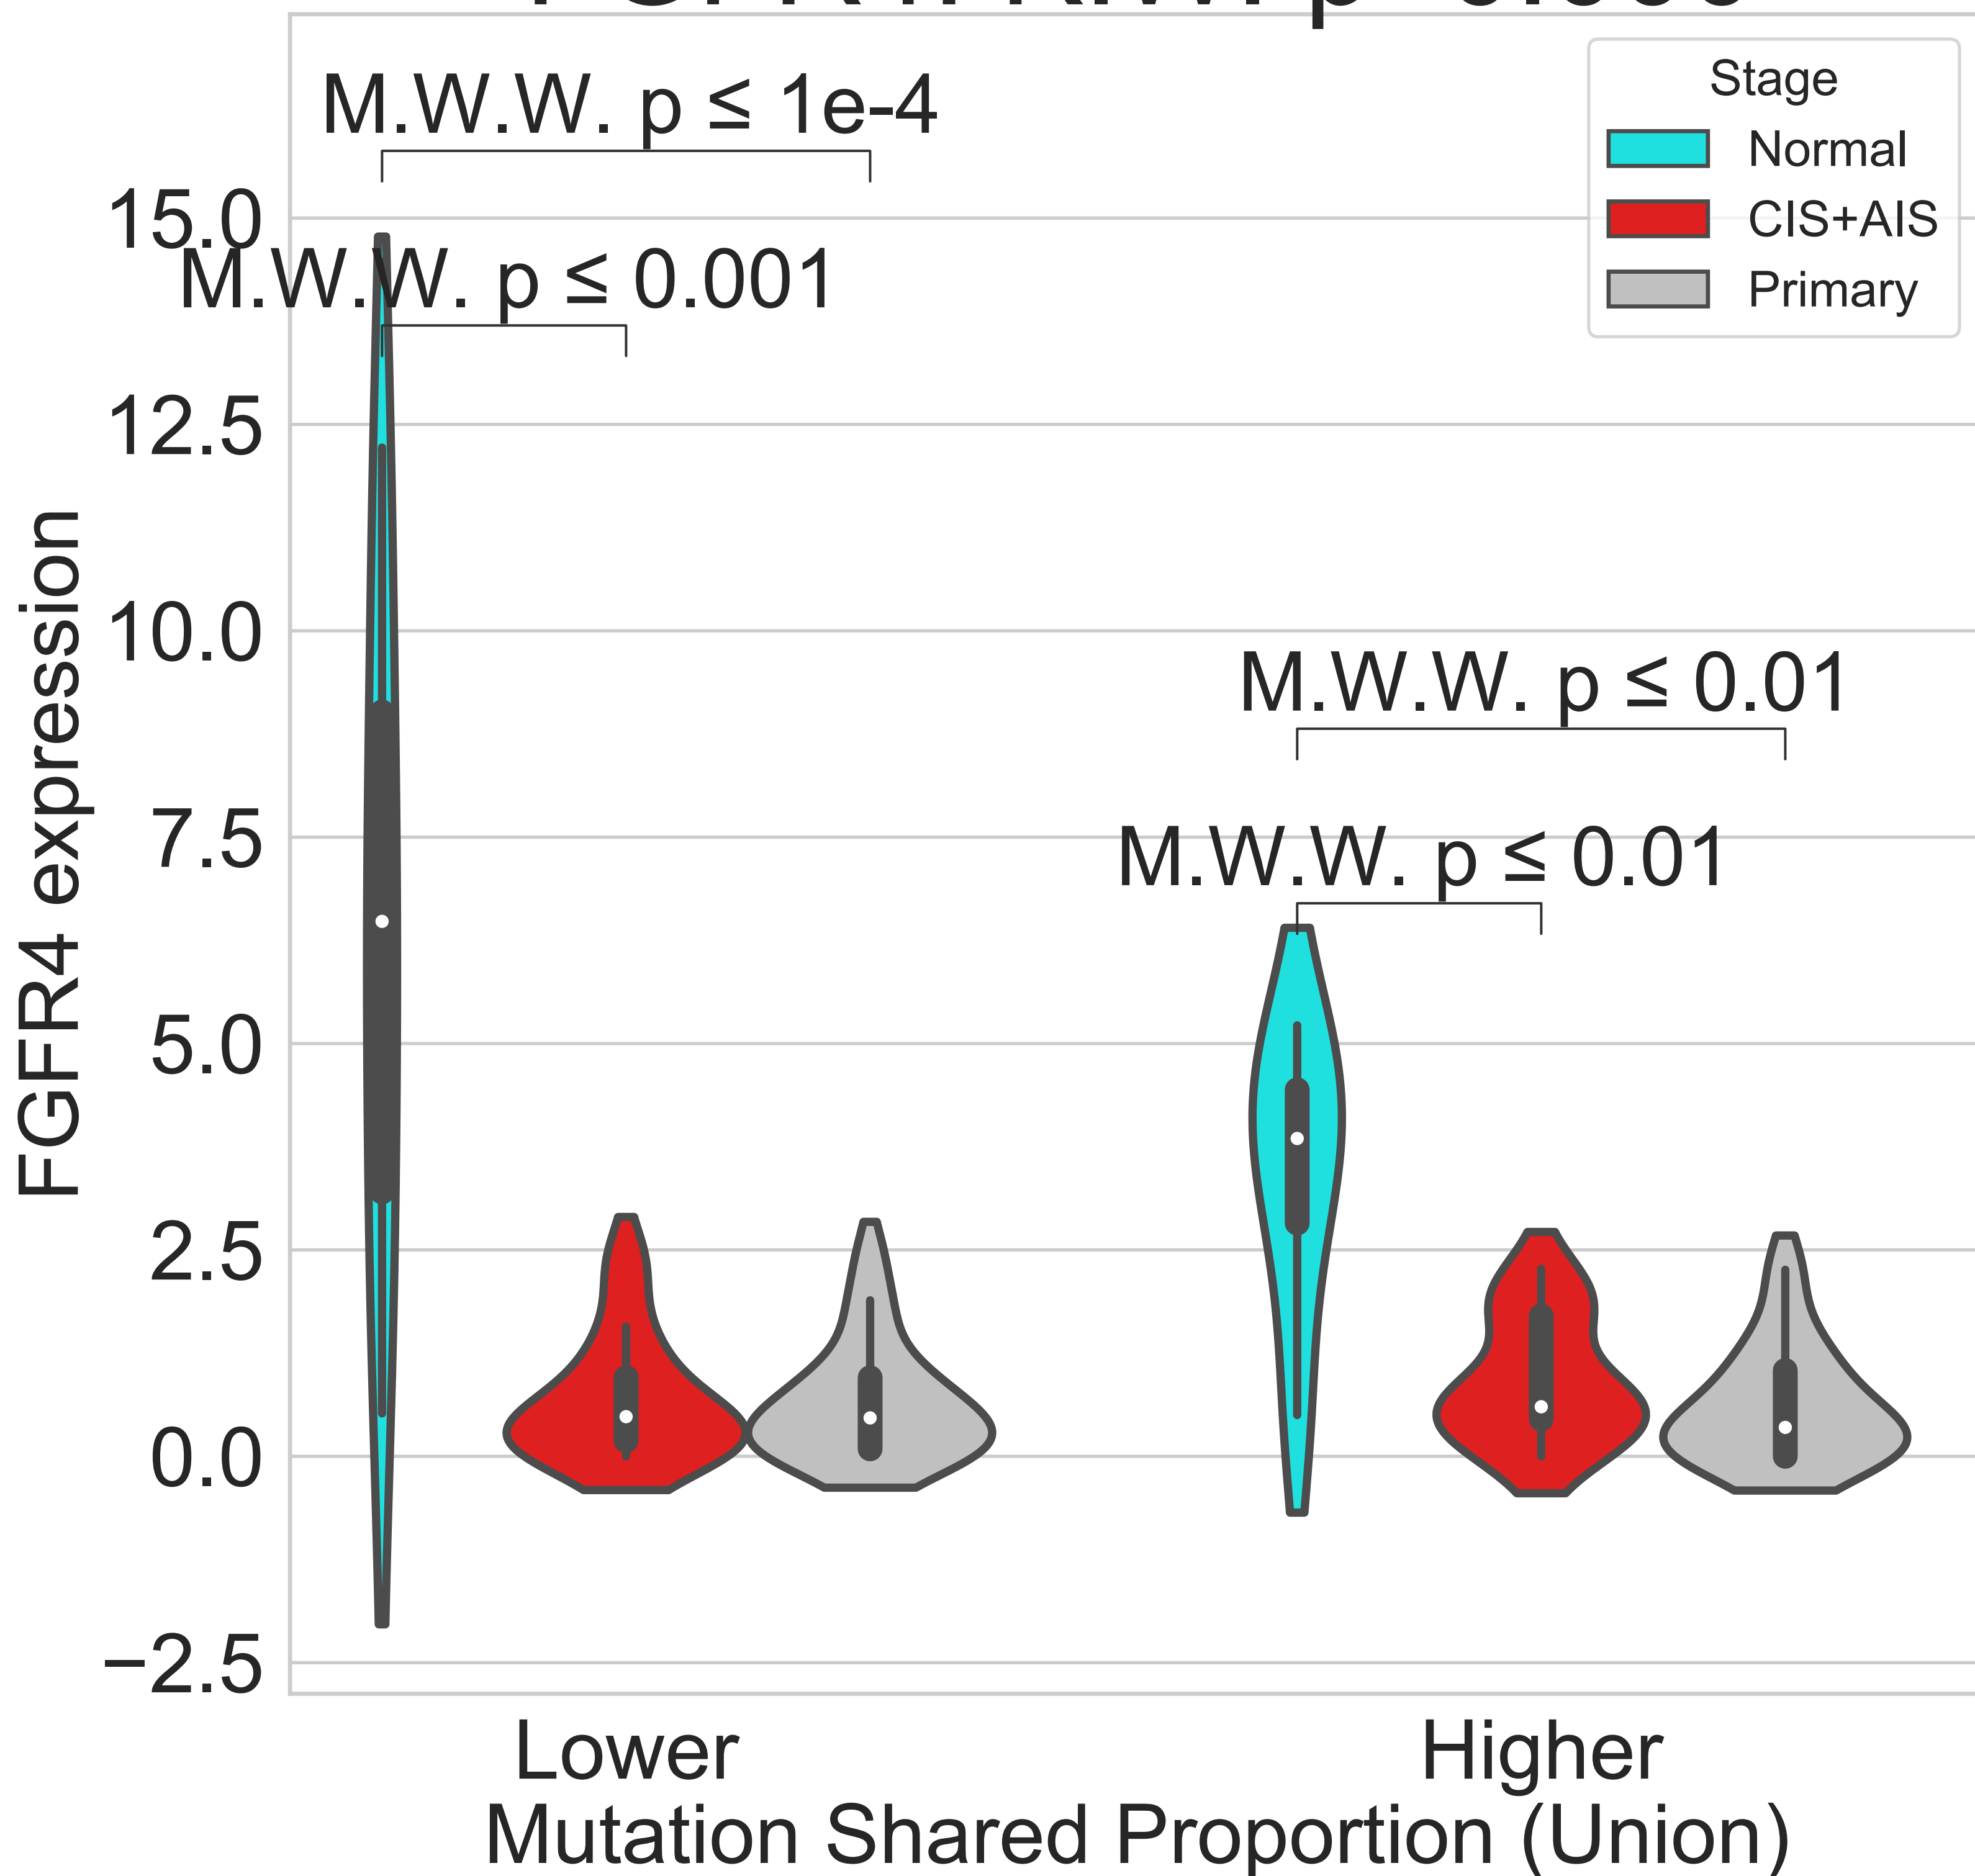 M.W.W. p ≤ 1e-4
Stage
Normal
CIS+AIS
Primary
M.W.W. p ≤ 0.001
M.W.W. p ≤ 0.01
M.W.W. p ≤ 0.01
15.0
12.5
10.0
7.5
5.0
2.5
0.0
−2.5
FGFR4 expression
Lower
Higher
Mutation Shared Proportion (Union)